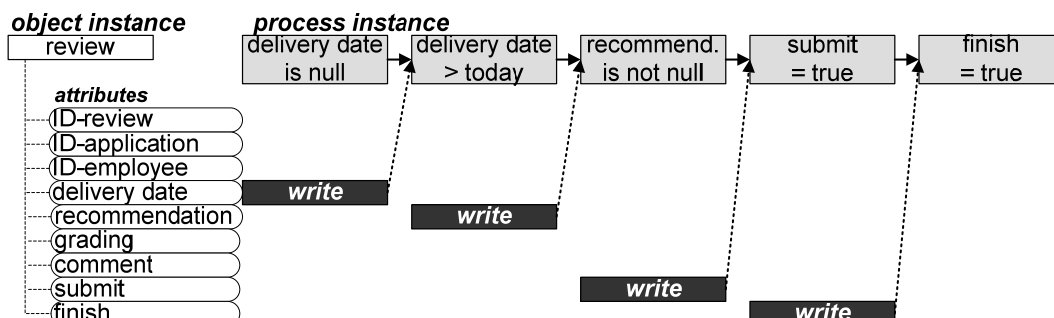 object instance
process instance
review
delivery date
is null
delivery date
> today
recommend.
is not null
submit
= true
finish
= true
attributes
ID-review
ID-application
ID-employee
delivery date
write
recommendation
write
grading
comment
submit
write
finish
write